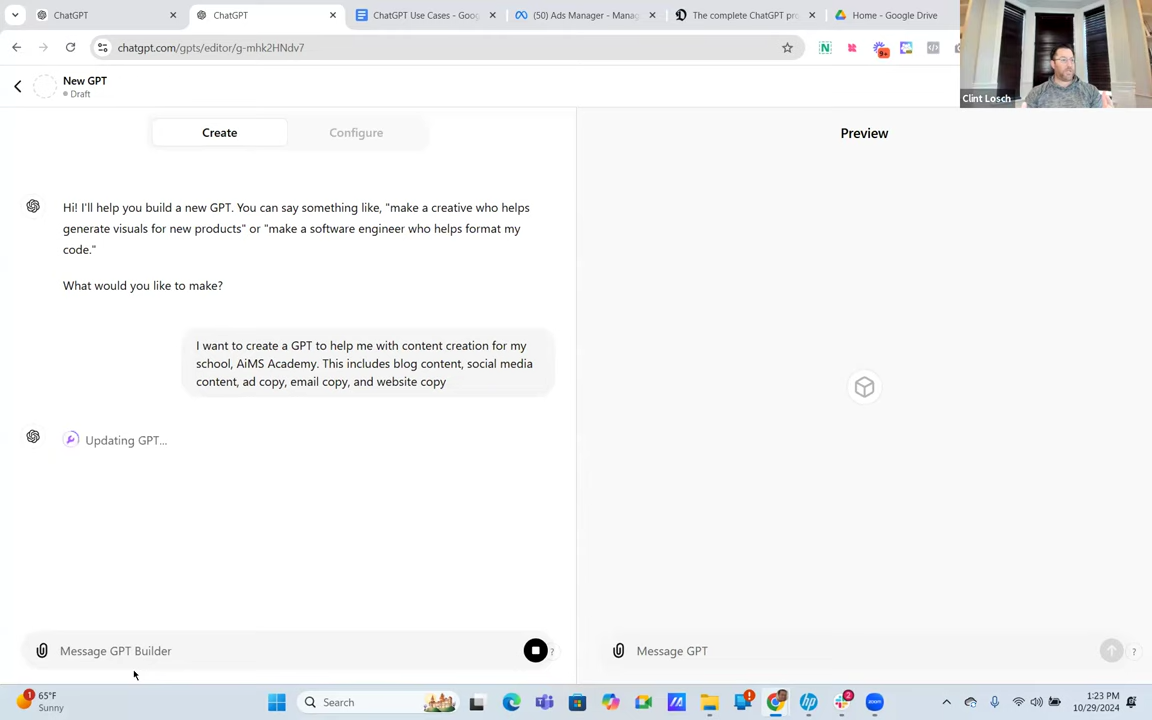 ChatGPT
ChatGPT
ChatGPT Use Cases - Goog
(50) Ads Manager - Manag
The complete ChatGPT pro
Home - Google Drive
chatgpt.com/gpts/editor/g-mhk2HNdv7
9+
New GPT
Draft
Clint Losch
Create
Configure
Preview
Hi! I'll help you build a new GPT. You can say something like, "make a creative who helps
generate visuals for new products" or "make a software engineer who helps format my
code."
What would you like to make?
I want to create a GPT to help me with content creation for my
school, AiMS Academy. This includes blog content, social media
content, ad copy, email copy, and website copy
Updating GPT...
Message GPT Builder
?
Message GPT
?
1
65°F
Sunny
Search
2
zoom
1:23 PM
10/29/2024